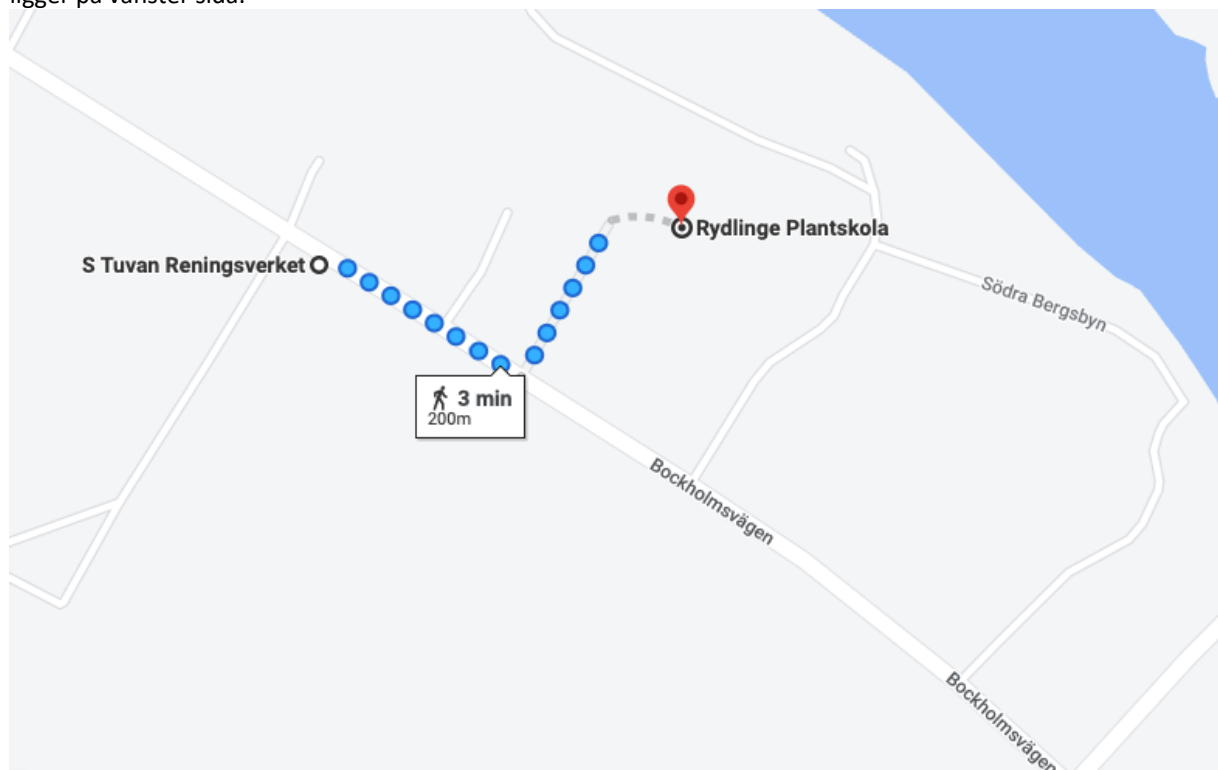 ligger på vänster sida.
S Tuvan Reningsverket
Rydlinge Plantskola
Södra Bergsbyn
3 min
200m
Bockholmsvägen
Bockholmsvägen